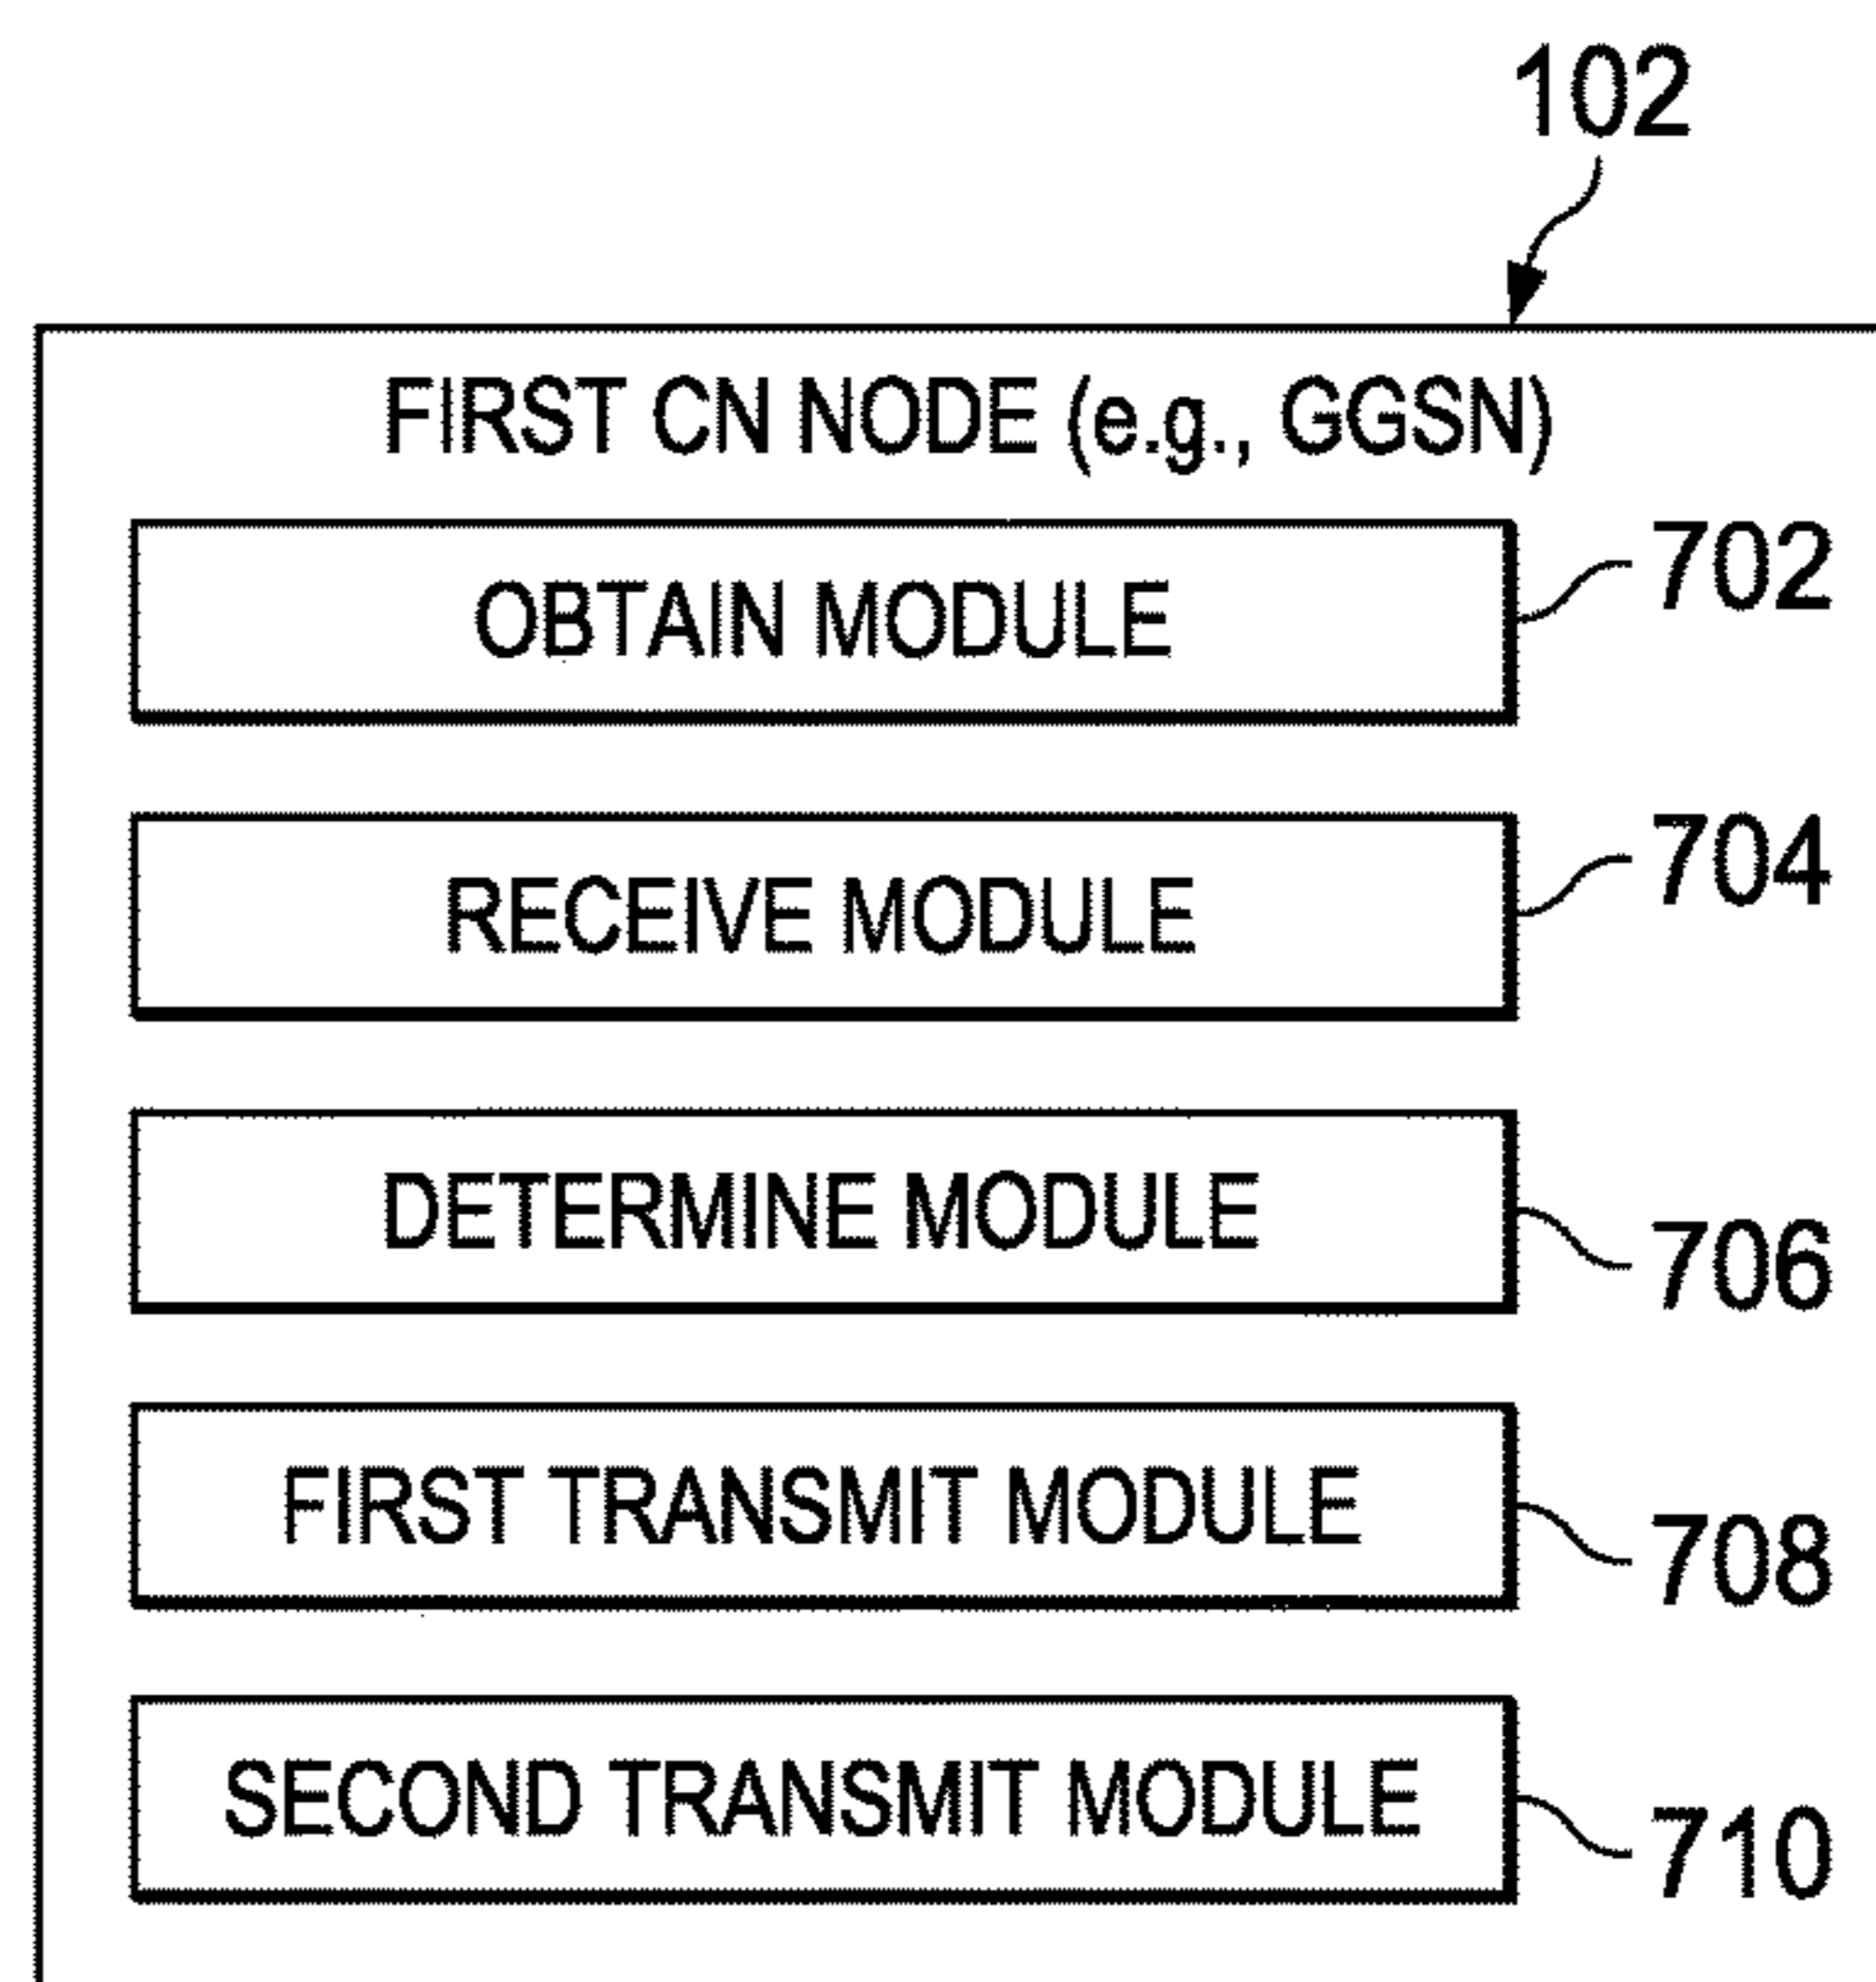 102
FIRST CN NODE (e.g., GGSN)
OBTAIN MODULE
702
RECEIVE MODULE
704
DETERMINE MODULE
706
FIRST TRANSMIT MODULE
708
SECOND TRANSMIT MODULE
710